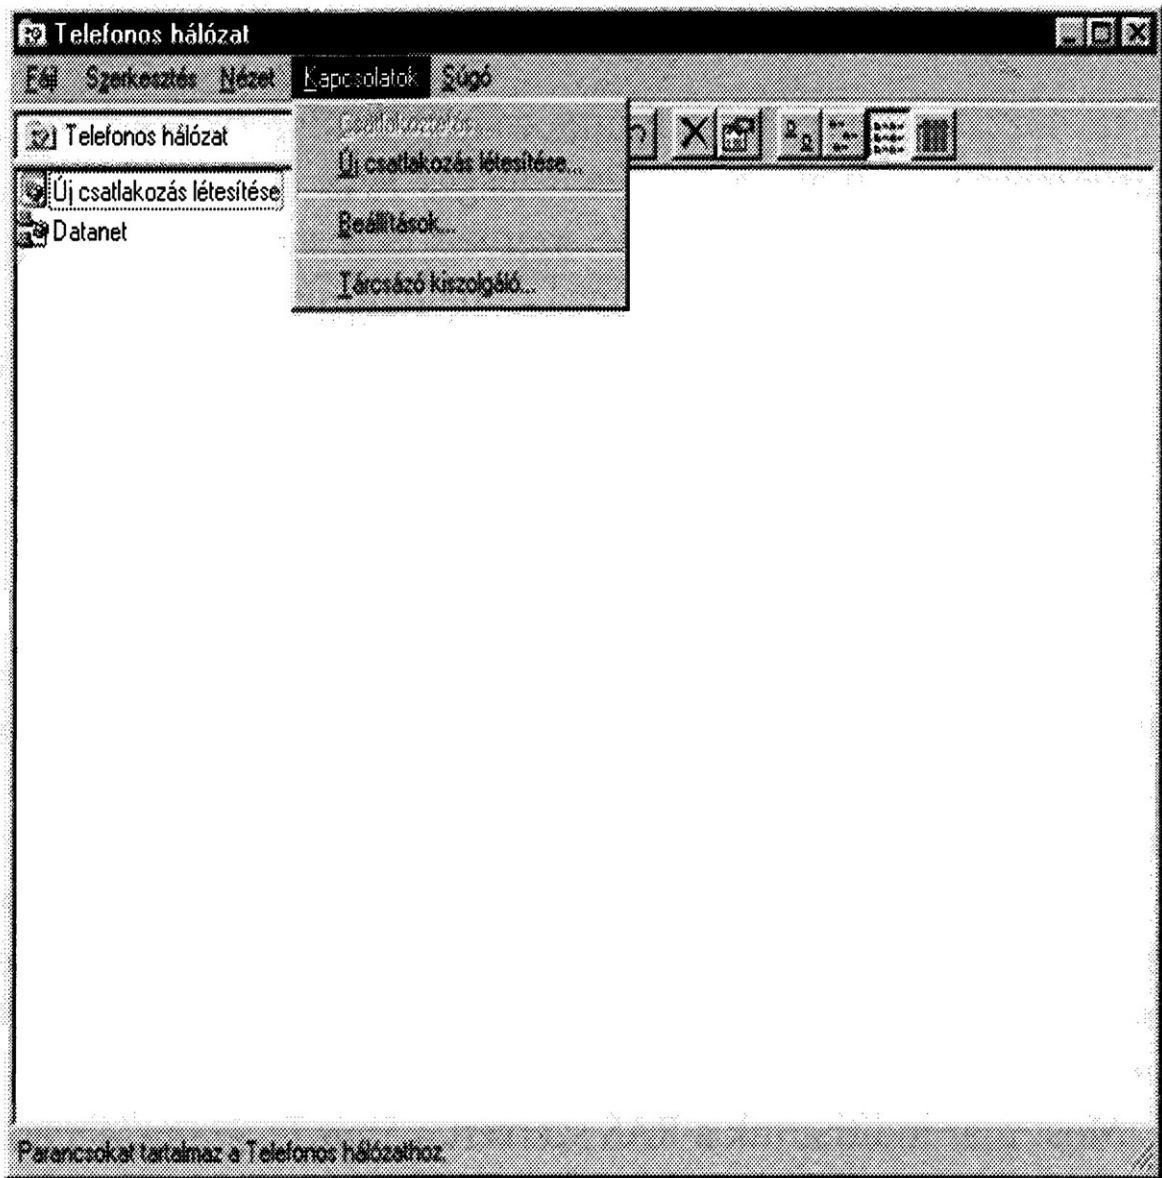 Telefonos hálózat
Fájl Szerkesztés Nézet Kapcsolatok Súgó
Telefonos hálózat
Csatlakoztatás
Új csatlakozás létesítése...
Beállítások...
Tárcsázó kiszolgáló...
Új csatlakozás létesítése
Datanet
Parancsokat tartalmaz a Telefonos hálózathoz.